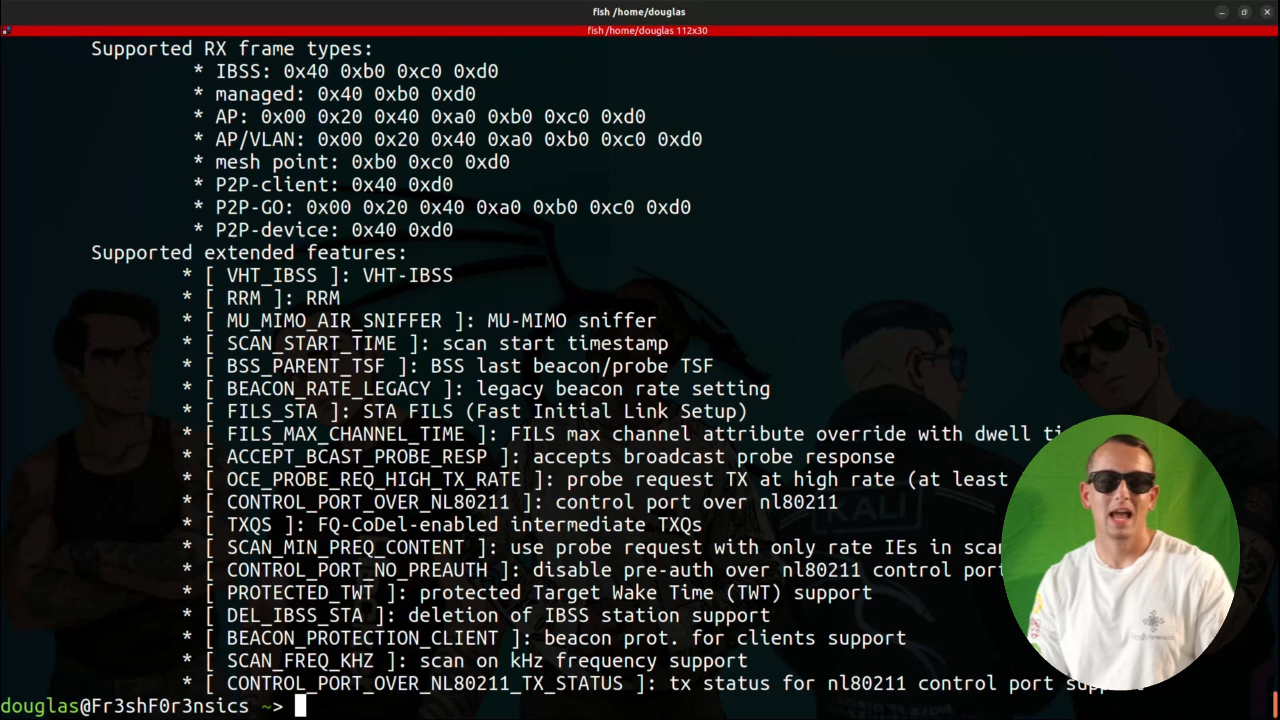 fish /home/douglas
fish /home/douglas 112x30
Supported RX frame types:
* IBSS: 0x40 0xb0 0xc0 0xd0
* managed: 0x40 0xb0 0xd0
* AP: 0x00 0x20 0x40 0xa0 0xb0 0xc0 0xd0
* AP/VLAN: 0x00 0x20 0x40 0xa0 0xb0 0xc0 0xd0
* mesh point: 0xb0 0xc0 0xd0
* P2P-client: 0x40 0xd0
* P2P-GO: 0x00 0x20 0x40 0xa0 0xb0 0xc0 0xd0
* P2P-device: 0x40 0xd0
Supported extended features:
* [ VHT_IBSS ]: VHT-IBSS
* [ RRM ]: RRM
* [ MU_MIMO_AIR_SNIFFER ]: MU-MIMO sniffer
* [ SCAN_START_TIME ]: scan start timestamp
* [ BSS_PARENT_TSF ]: BSS last beacon/probe TSF
* [ BEACON_RATE_LEGACY ]: legacy beacon rate setting
* [ FILS_STA ]: STA FILS (Fast Initial Link Setup)
* [ FILS_MAX_CHANNEL_TIME ]: FILS max channel attribute override with dwell
* [ ACCEPT_BCAST_PROBE_RESP ]: accepts broadcast probe response
* [ OCE_PROBE_REQ_HIGH_TX_RATE ]: probe request TX at high rate (at least
* [ CONTROL_PORT_OVER_NL80211 ]: control port over nl80211
KALI
* [ TXQS ]: FQ-CoDel-enabled intermediate TXQs
* [ SCAN_MIN_PREQ_CONTENT ]: use probe request with only rate IEs in
* [ CONTROL_PORT_NO_PREAUTH ]: disable pre-auth over nl80211 control port
* [ PROTECTED_TWT ]: protected Target Wake Time (TWT) support
* [ DEL_IBSS_STA ]: deletion of IBSS station support
* [ BEACON_PROTECTION_CLIENT ]: beacon prot. for clients support
* [ SCAN_FREQ_KHZ ]: scan on kHz frequency support
* [ CONTROL_PORT_OVER_NL80211_TX_STATUS ]: tx status for nl80211 control port
douglas@Fr3shF0r3nsics ~>